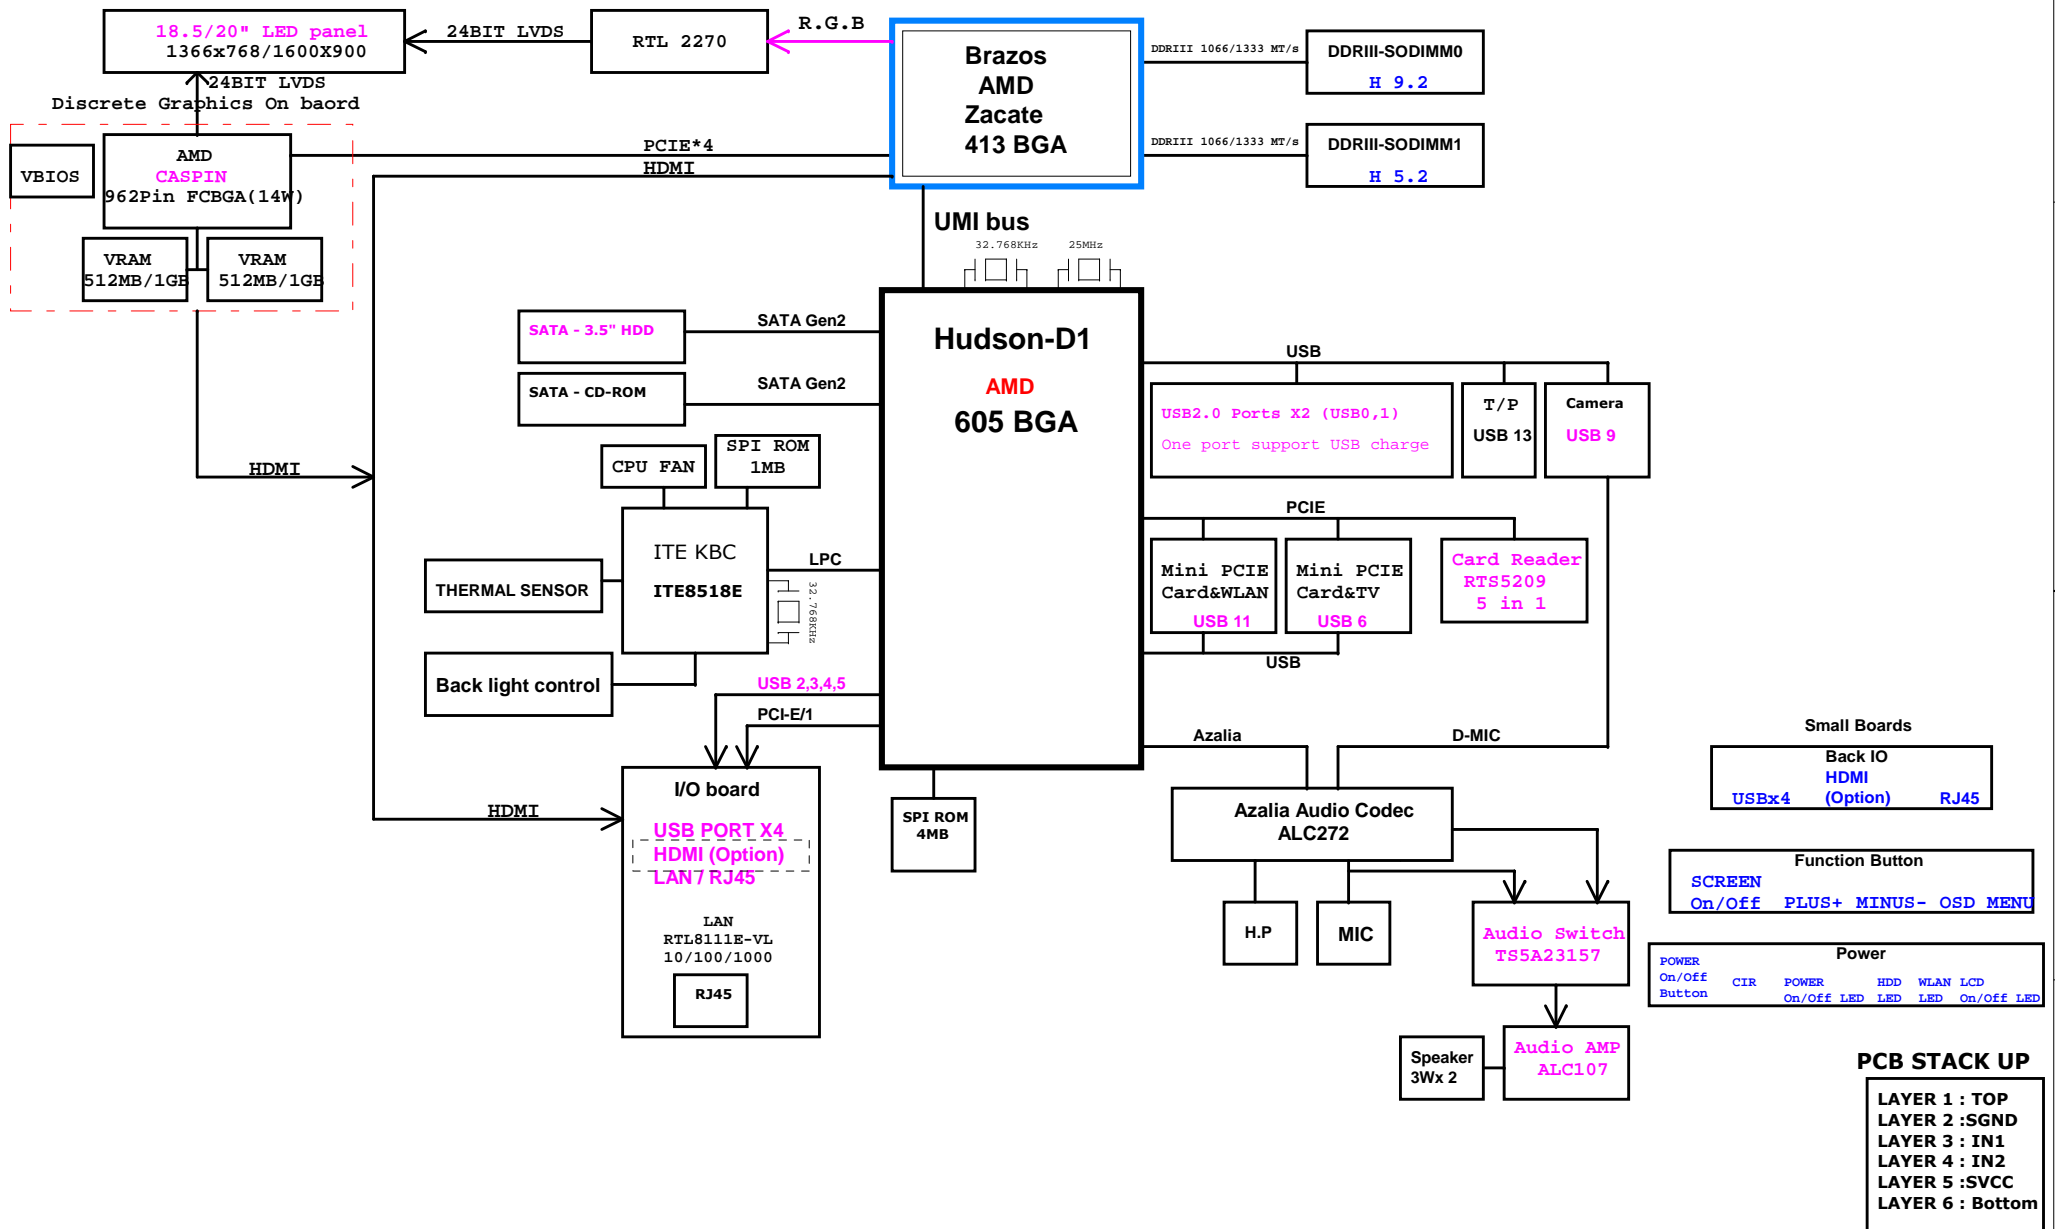 18.5/20" LED panel
1366x768/1600X900
24BIT LVDS
RTL 2270
R.G.B
Brazos
AMD
Zacate
413 BGA
DDRIII 1066/1333 MT/s
DDRIII-SODIMM0
H 9.2
DDRIII 1066/1333 MT/s
DDRIII-SODIMM1
H 5.2
24BIT LVDS
Discrete Graphics On baord
VBIOS
AMD
CASPIN
962Pin FCBGA(14W)
PCIE*4
HDMI
VRAM
512MB/1GB
VRAM
512MB/1GB
UMI bus
32.768KHz
25MHz
Hudson-D1
AMD
605 BGA
SATA - 3.5" HDD
SATA Gen2
SATA - CD-ROM
SATA Gen2
HDMI
CPU FAN
SPI ROM
1MB
ITE KBC
ITE8518E
LPC
32.768KHz
THERMAL SENSOR
Back light control
USB 2,3,4,5
PCI-E/1
HDMI
I/O board
USB PORT X4
HDMI (Option)
LAN / RJ45
LAN
RTL8111E-VL
10/100/1000
RJ45
SPI ROM
4MB
USB
USB2.0 Ports X2 (USB0,1)
One port support USB charge
T/P
USB 13
Camera
USB 9
PCIE
Mini PCIE
Card&WLAN
USB 11
Mini PCIE
Card&TV
USB 6
Card Reader
RTS5209
5 in 1
USB
Azalia
D-MIC
Azalia Audio Codec
ALC272
H.P
MIC
Audio Switch
TS5A23157
Audio AMP
ALC107
Speaker
3Wx 2
Small Boards
Back IO
HDMI
USBx4 (Option) RJ45
Function Button
SCREEN
On/Off PLUS+ MINUS- OSD MENU
Power
POWER
On/Off
Button
CIR
POWER
On/Off LED
HDD
LED
WLAN
LED
LCD
On/Off LED
PCB STACK UP
LAYER 1 : TOP
LAYER 2 :SGND
LAYER 3 : IN1
LAYER 4 : IN2
LAYER 5 :SVCC
LAYER 6 : Bottom